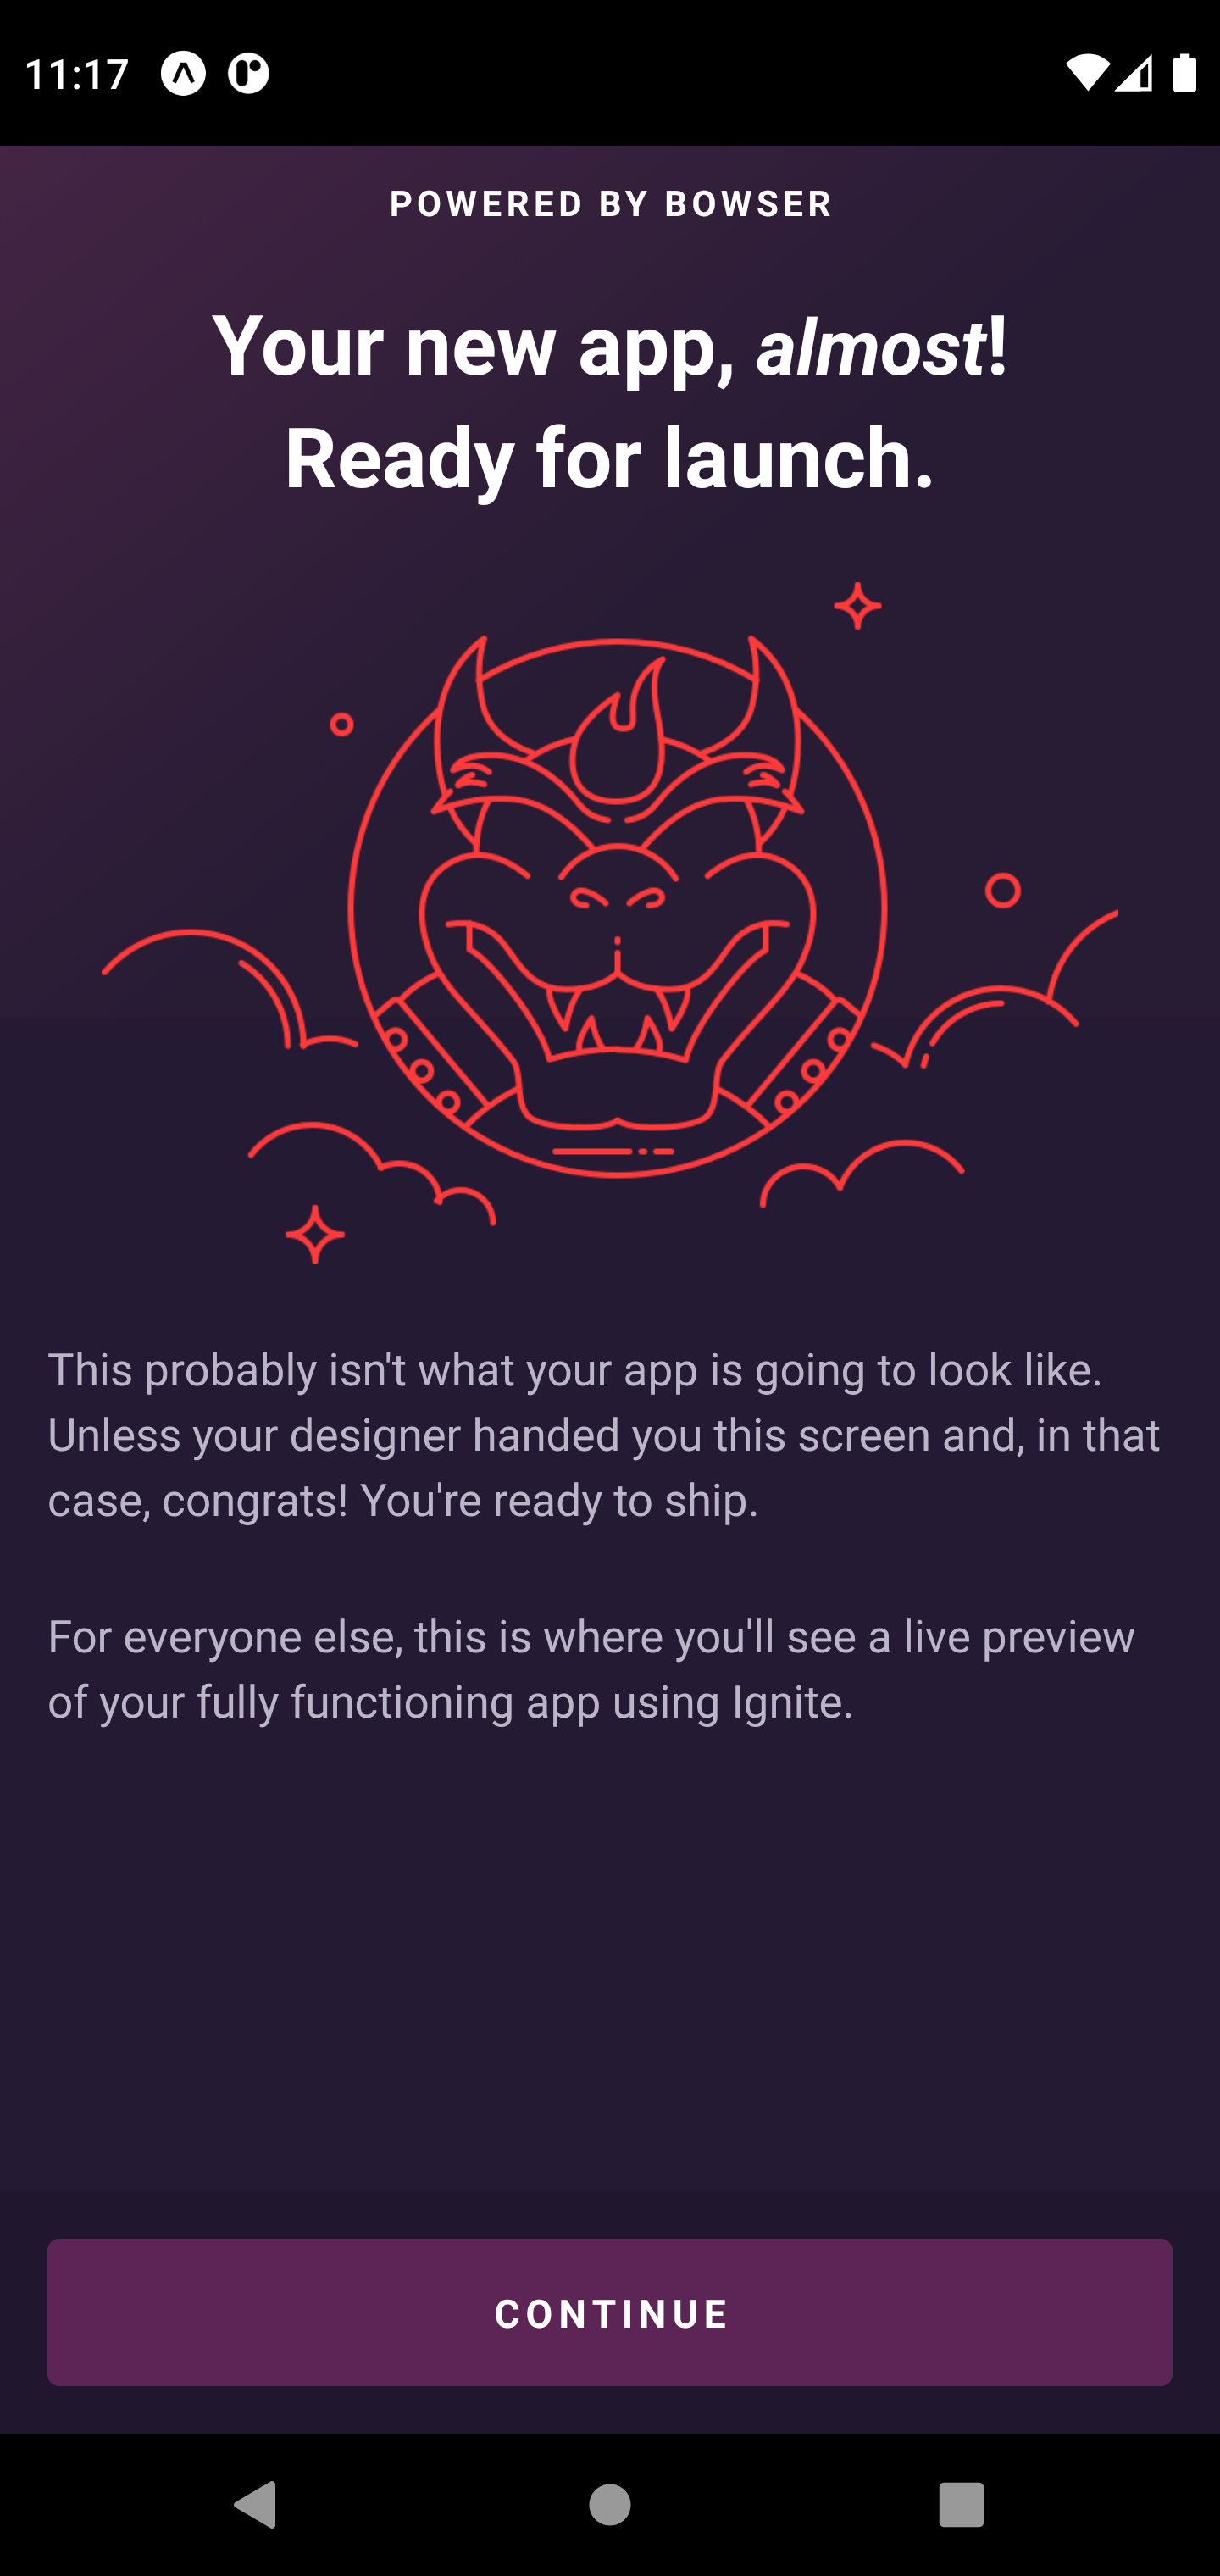 11:17
POWERED BY BOWSER
Your new app, almost!
Ready for launch.
This probably isn't what your app is going to look like.
Unless your designer handed you this screen and, in that
case, congrats! You're ready to ship.
For everyone else, this is where you'll see a live preview
of your fully functioning app using Ignite.
CONTINUE